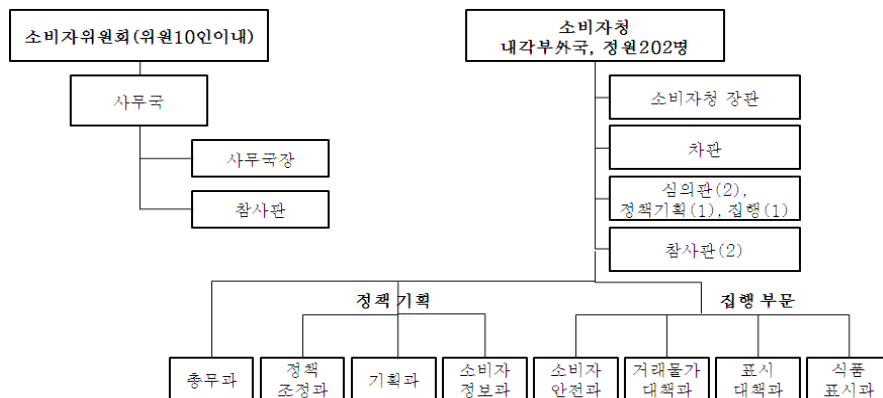 소비자위원회(위원10인이내)
사무국
사무국장
참사관
소비자청
내각부外국, 정원202명
소비자청 장관
차관
심의관(2),
정책기획(1), 집행(1)
참사관(2)
정책 기획
집행 부문
총무과
정책
조정과
기획과
소비자
정보과
소비자
안전과
거래물가
대책과
표시
대책과
식품
표시과